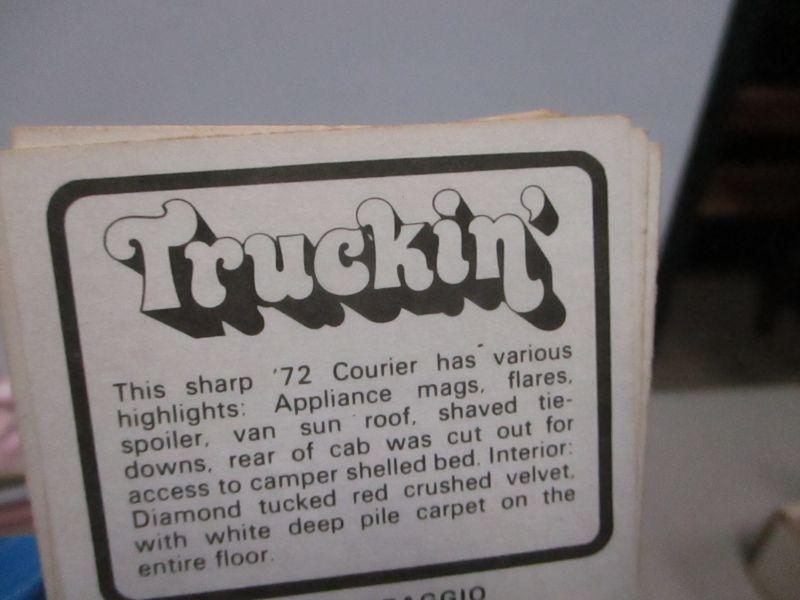 Truckin'
This sharp '72 Courier has various
highlights: Appliance mags, flares,
spoiler, van sun roof, shaved tie-
downs, rear of cab was cut out for
access to camper shelled bed. Interior:
Diamond tucked red crushed velvet,
with white deep pile carpet on the
entire floor.